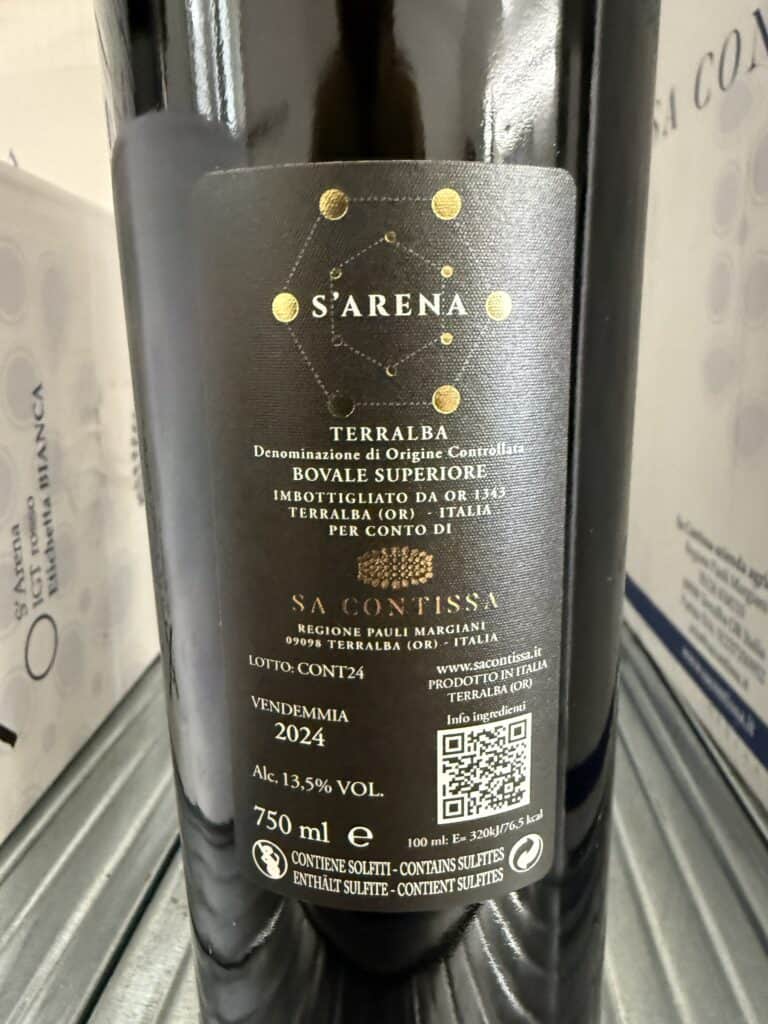 S'ARENA
TERRALBA
Denominazione di Origine Controllata
BOVALE SUPERIORE
IMBOTTIGLIATO DA OR 1343
TERRALBA (OR) - ITALIA
PER CONTO DI
SA CONTISSA
REGIONE PAULI MARGIANI
09098 TERRALBA (OR) - ITALIA
LOTTO: CONT24
www.sacontissa.it
PRODOTTO IN ITALIA
TERRALBA (OR)
VENDEMMIA
2024
Info ingredienti
Alc. 13,5% VOL.
750 ml e
100 ml: E= 320kJ/76,5 kcal
CONTIENE SOLFITI - CONTAINS SULFITES
ENTHÄLT SULFITE - CONTIENT SULFITES
S'Arena
IGT rosso
Etichetta BIANCA
SA CON